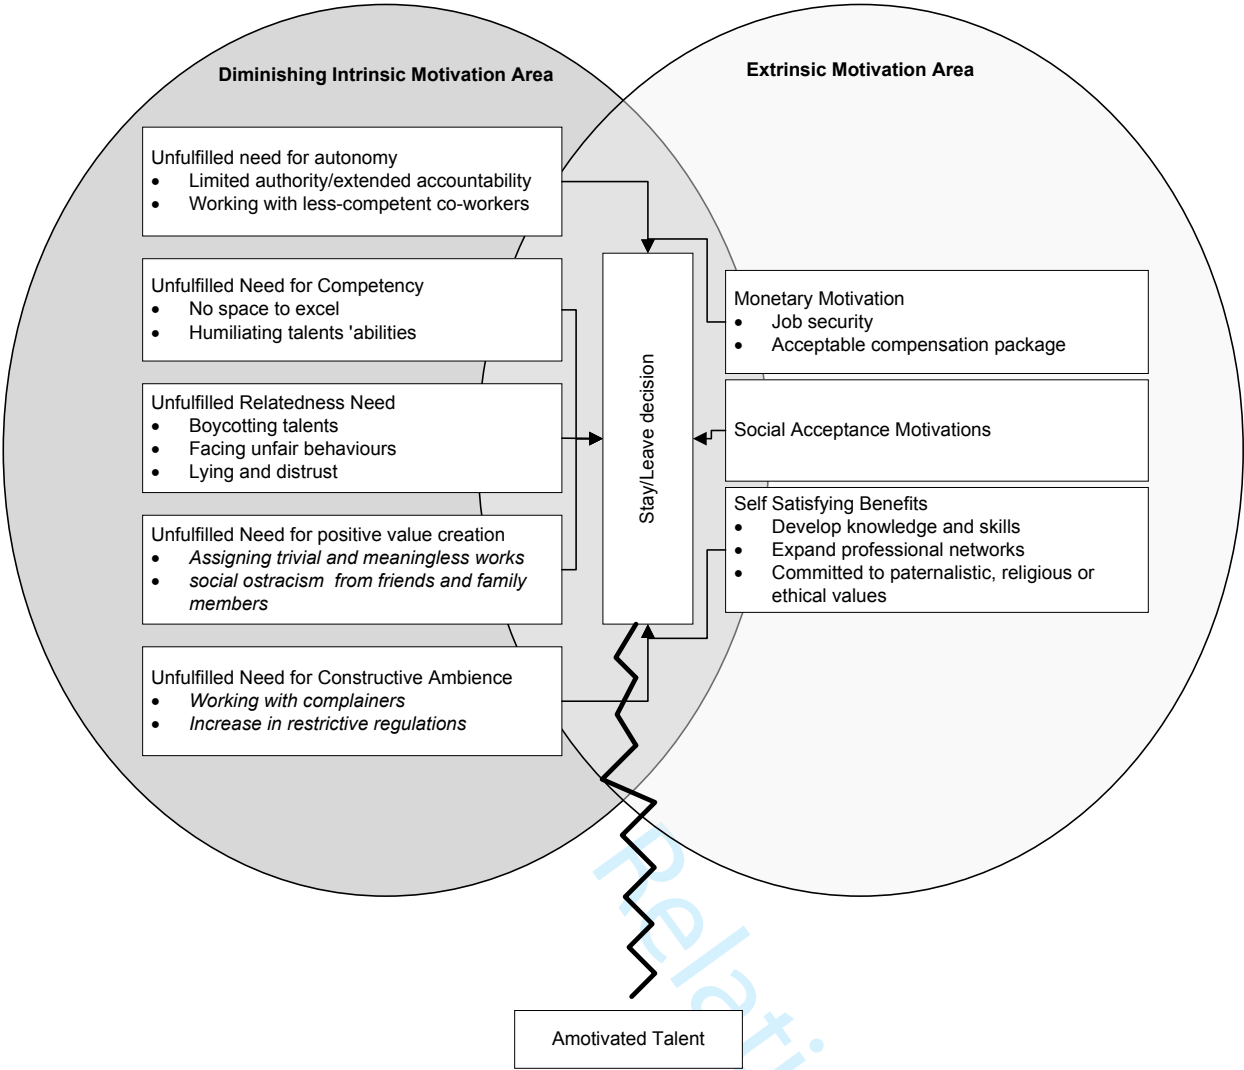 Diminishing Intrinsic Motivation Area
Extrinsic Motivation Area
Unfulfilled need for autonomy
• Limited authority/extended accountability
• Working with less-competent co-workers
Unfulfilled Need for Competency
• No space to excel
• Humiliating talents 'abilities
Unfulfilled Relatedness Need
• Boycotting talents
• Facing unfair behaviours
• Lying and distrust
Unfulfilled Need for positive value creation
• Assigning trivial and meaningless works
• social ostracism from friends and family
members
Unfulfilled Need for Constructive Ambience
• Working with complainers
• Increase in restrictive regulations
Stay/Leave decision
Monetary Motivation
• Job security
• Acceptable compensation package
Social Acceptance Motivations
Self Satisfying Benefits
• Develop knowledge and skills
• Expand professional networks
• Committed to paternalistic, religious or
ethical values
Relati
Amotivated Talent